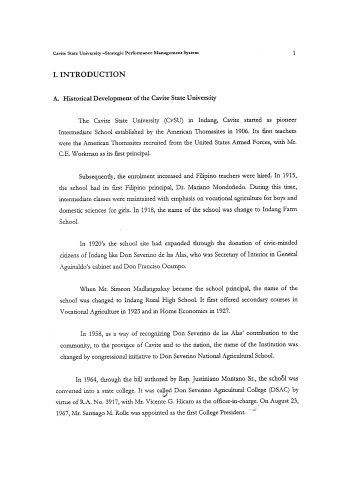 Cavite State University –Strategic Performance Management System 1
I. INTRODUCTION
A. Historical Development of the Cavite State University
The Cavite State University (CvSU) in Indang, Cavite started as pioneer
Intermediate School established by the American Thomasites in 1906. Its first teachers
were the American Thomasites recruited from the United States Armed Forces, with Mr.
C.E. Workman as its first principal.
Subsequently, the enrolment increased and Filipino teachers were hired. In 1915,
the school had its first Filipino principal, Dr. Mariano Mondoñedo. During this time,
intermediate classes were maintained with emphasis on vocational agriculture for boys and
domestic sciences for girls. In 1918, the name of the school was change to Indang Farm
School.
In 1920's the school site had expanded through the donation of civic-minded
citizens of Indang like Don Severino de las Alas, who was Secretary of Interior in General
Aguinaldo's cabinet and Don Franciso Ocampo.
When Mr. Simeon Madlangsakay became the school principal, the name of the
school was changed to Indang Rural High School. It first offered secondary courses in
Vocational Agriculture in 1923 and in Home Economics in 1927.
In 1958, as a way of recognizing Don Severino de las Alas' contribution to the
community, to the province of Cavite and to the nation, the name of the Institution was
changed by congressional initiative to Don Severino National Agricultural School.
In 1964, through the bill authored by Rep. Justiniano Montano Sr., the school was
converted into a state college. It was called Don Severino Agricultural College (DSAC) by
virtue of R.A. No. 3917, with Mr. Vicente G. Hicaro as the officer-in-charge. On August 23,
1967, Mr. Santiago M. Rolle was appointed as the first College President.